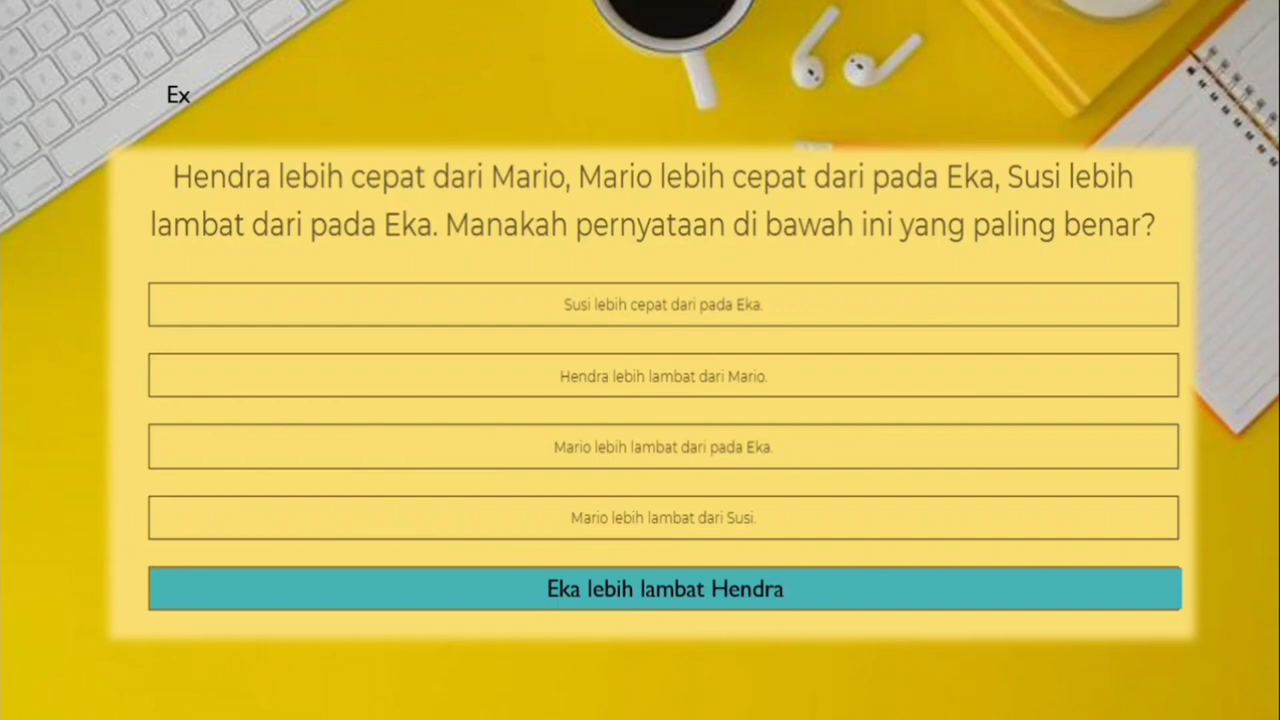 Ex
Hendra lebih cepat dari Mario, Mario lebih cepat dari pada Eka, Susi lebih
lambat dari pada Eka. Manakah pernyataan di bawah ini yang paling benar?
Susi lebih cepat dari pada Eka.
Hendra lebih lambat dari Mario.
Mario lebih lambat dari pada Eka.
Mario lebih lambat dari Susi.
Eka lebih lambat Hendra